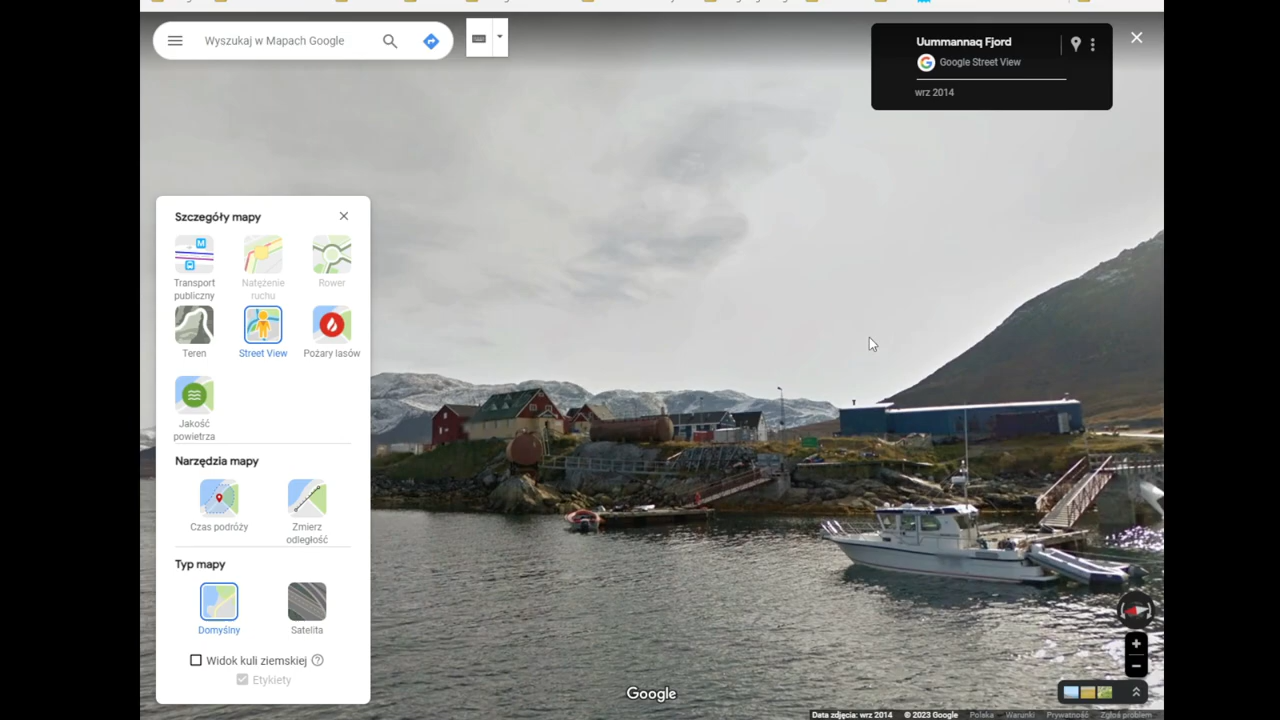 Wyszukaj w Mapach Google
Uummannaq Fjord
Google Street View
wrz 2014
Szczegóły mapy
Transport publiczny
Natężenie ruchu
Rower
Teren
Street View
Pożary lasów
Jakość powietrza
Narzędzia mapy
Czas podróży
Zmierz odległość
Typ mapy
Domyślny
Satelita
Widok kuli ziemskiej
Etykiety
Google
Data zdjęcia: wrz 2014 © 2023 Google Polska Warunki Prywatność Zgłoś problem